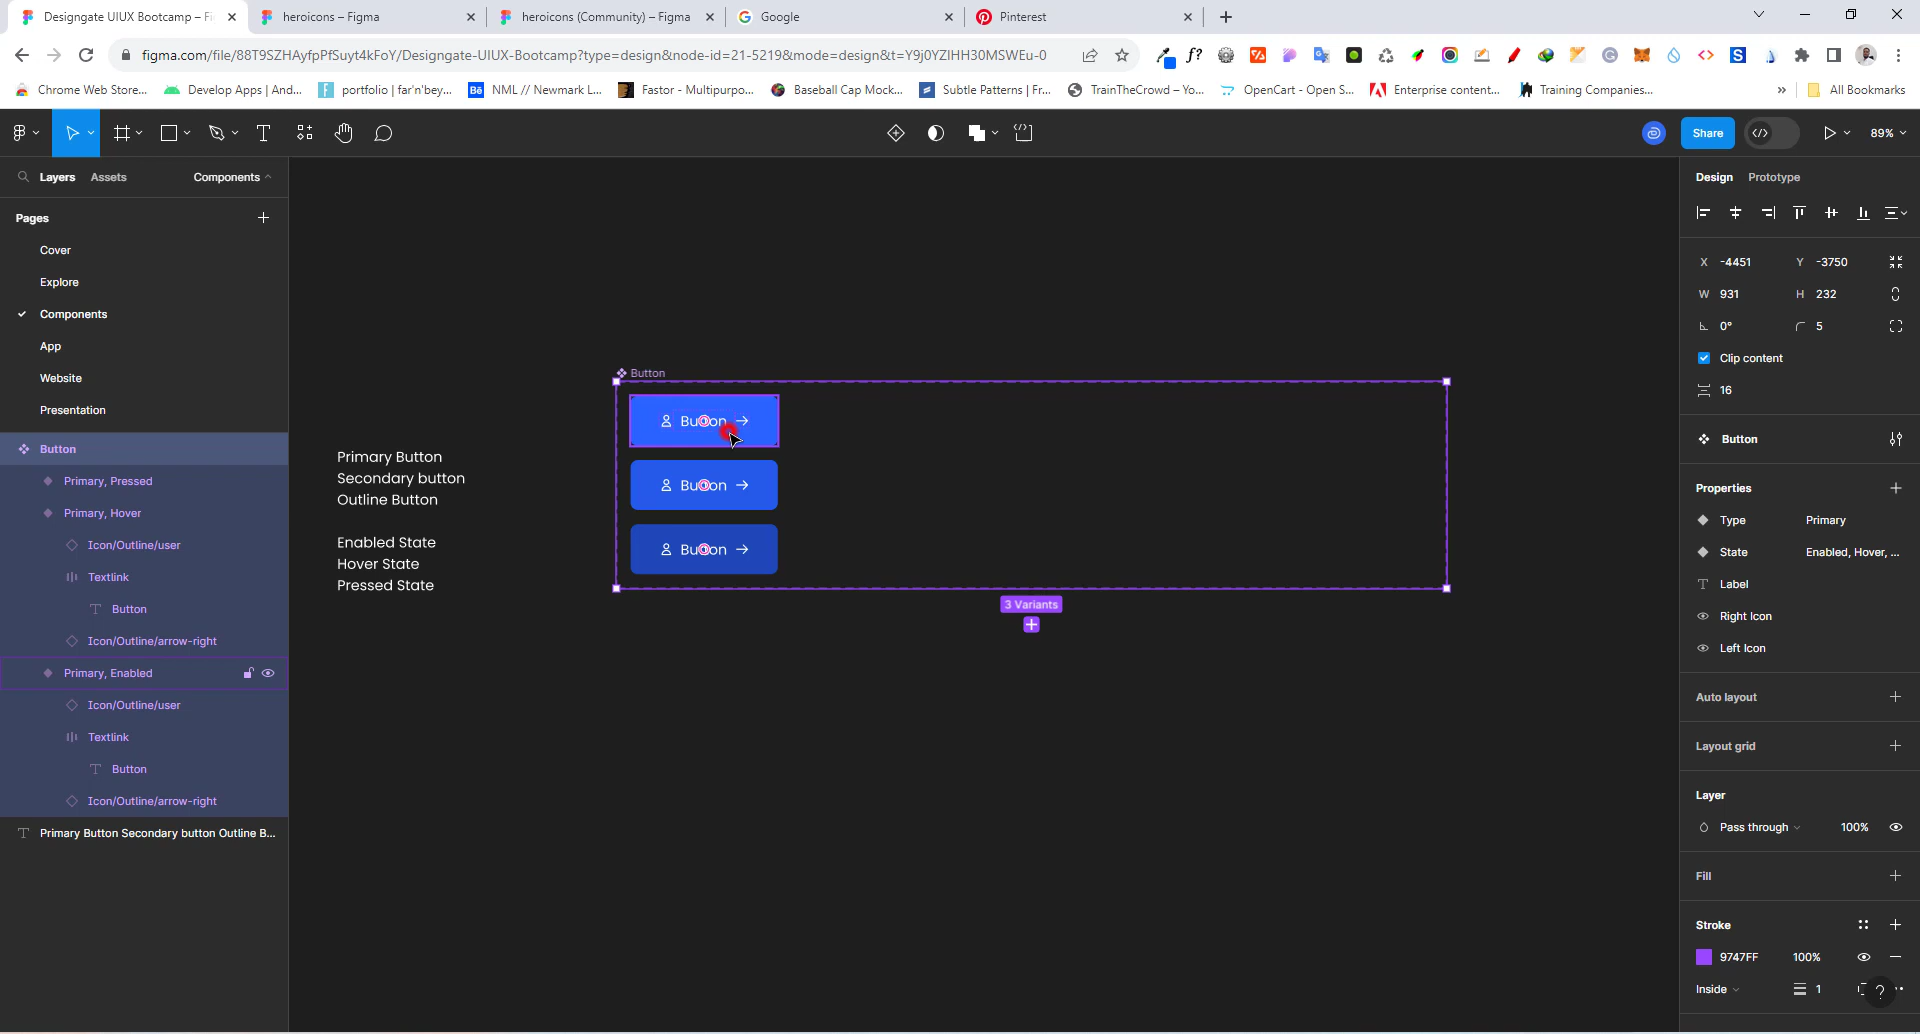 Designgate UIUX Bootcamp – Fi
heroicons – Figma
heroicons (Community) – Figma
Google
Pinterest
figma.com/file/88T9SZHAyfpPfSuyt4kFoY/Designgate-UIUX-Bootcamp?type=design&node-id=21-5219&mode=design&t=Y9j0YZIHH30MSWEu-0
Chrome Web Store...
Develop Apps | And...
portfolio | far'n'bey...
NML // Newmark L...
Fastor - Multipurpo...
Baseball Cap Mock...
Subtle Patterns | Fr...
TrainTheCrowd – Yo...
OpenCart - Open S...
Enterprise content...
Training Companies...
»
All Bookmarks
Share
89%
Layers
Assets
Components
Design
Prototype
Pages
Cover
Explore
Components
App
Website
Presentation
Button
Primary, Pressed
Primary, Hover
Icon/Outline/user
Textlink
Button
Icon/Outline/arrow-right
Primary, Enabled
Icon/Outline/user
Textlink
Button
Icon/Outline/arrow-right
Primary Button Secondary button Outline B...
Primary Button
Secondary button
Outline Button
Enabled State
Hover State
Pressed State
Button
Button
Button
Button
3 Variants
X -4451 Y -3750
W 931 H 232
0° 5
Clip content
16
Button
Properties
Type Primary
State Enabled, Hover, ...
Label
Right Icon
Left Icon
Auto layout
Layout grid
Layer
Pass through 100%
Fill
Stroke
9747FF 100%
Inside 1
?